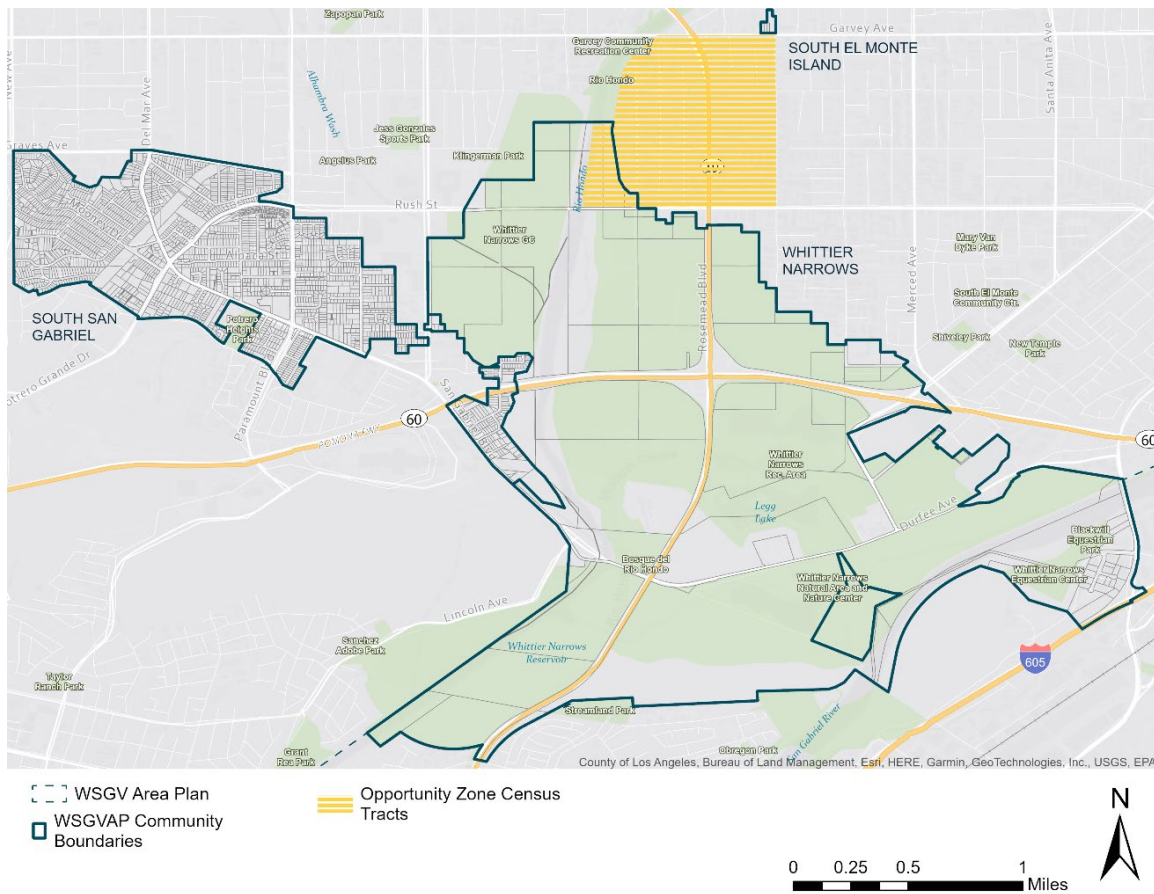 Zapopan Park
New Ave
Del Mar Ave
Garvey Community
Recreation Center
Garvey Ave
SOUTH EL MONTE
ISLAND
Santa Anita Ave
Rio Hondo
Alhambra Wash
Jess Gonzales
Sports Park
Graves Ave
Angelus Park
Klingerman Park
Rio Hondo
Rush St
Whittier
Narrows GC
Mary Van
Dyke Park
WHITTIER
NARROWS
Merced Ave
Rosemead Blvd
South El Monte
Community Ctr.
SOUTH SAN
GABRIEL
Potrero
Heights
Park
Shiveley Park
New Temple
Park
Potrero Grande Dr
Paramount Bl
60
60
Whittier
Narrows
Rec. Area
Legg
Lake
Durfee Ave
Blackwill
Equestrian
Park
Bosque del
Rio Hondo
Whittier Narrows
Natural Area and
Nature Center
Whittier Narrows
Equestrian Center
Lincoln Ave
Sanchez
Adobe Park
Whittier Narrows
Reservoir
605
Taylor
Ranch Park
Streamland Park
San Gabriel River
Grant
Rea Park
Obregon Park
County of Los Angeles, Bureau of Land Management, Esri, HERE, Garmin, GeoTechnologies, Inc., USGS, EPA
WSGV Area Plan
WSGVAP Community
Boundaries
Opportunity Zone Census
Tracts
N
0 0.25 0.5 1
Miles